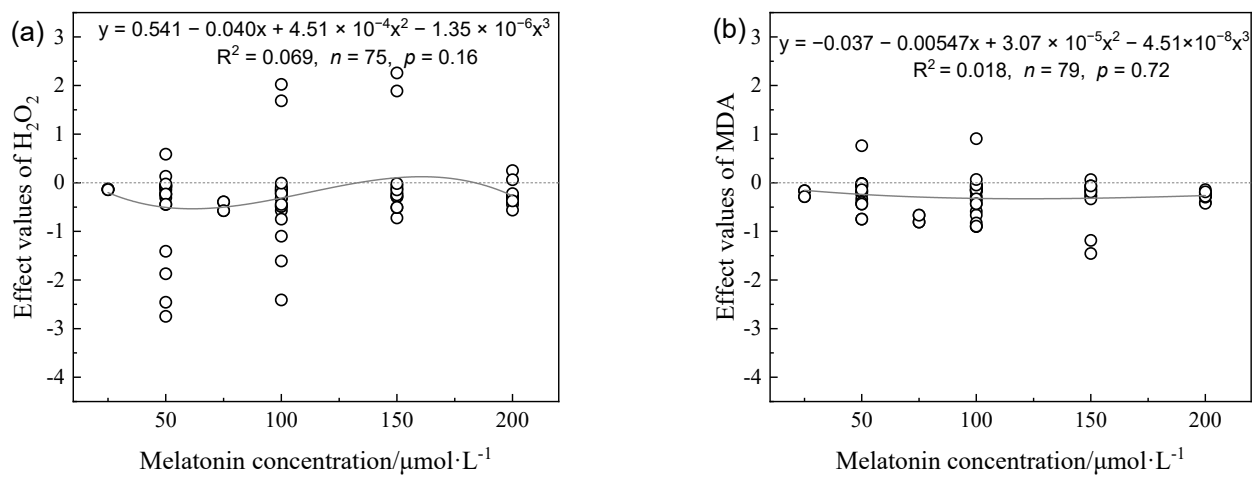 (a)
y = 0.541 − 0.040x + 4.51 × 10⁻⁴x² − 1.35 × 10⁻⁶x³
R² = 0.069, n = 75, p = 0.16
Effect values of H₂O₂
3
2
1
0
-1
-2
-3
-4
50
100
150
200
Melatonin concentration/μmol·L⁻¹
(b)
y = −0.037 − 0.00547x + 3.07 × 10⁻⁵x² − 4.51×10⁻⁸x³
R² = 0.018, n = 79, p = 0.72
Effect values of MDA
3
2
1
0
-1
-2
-3
-4
50
100
150
200
Melatonin concentration/μmol·L⁻¹